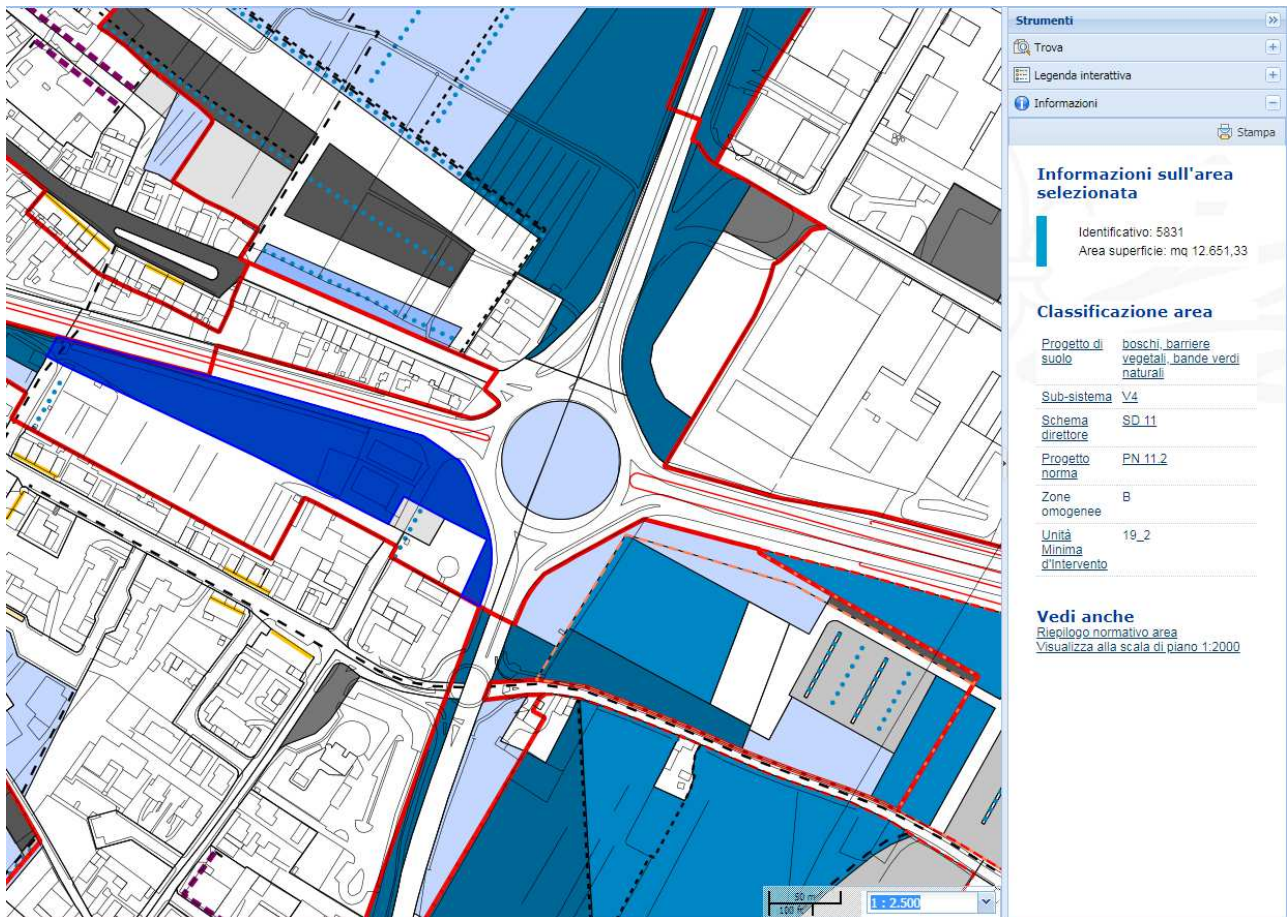 Strumenti
Trova
Legenda interattiva
Informazioni
Stampa
Informazioni sull'area
selezionata
Identificativo: 5831
Area superficie: mq 12.651,33
Classificazione area
Progetto di
suolo
boschi, barriere
vegetali, bande verdi
naturali
Sub-sistema V4
Schema
direttore
SD 11
Progetto
norma
PN 11.2
Zone
omogenee
B
Unità
Minima
d'Intervento
19_2
Vedi anche
Riepilogo normativo area
Visualizza alla scala di piano 1:2000
50 m
100 ft
1 : 2.500